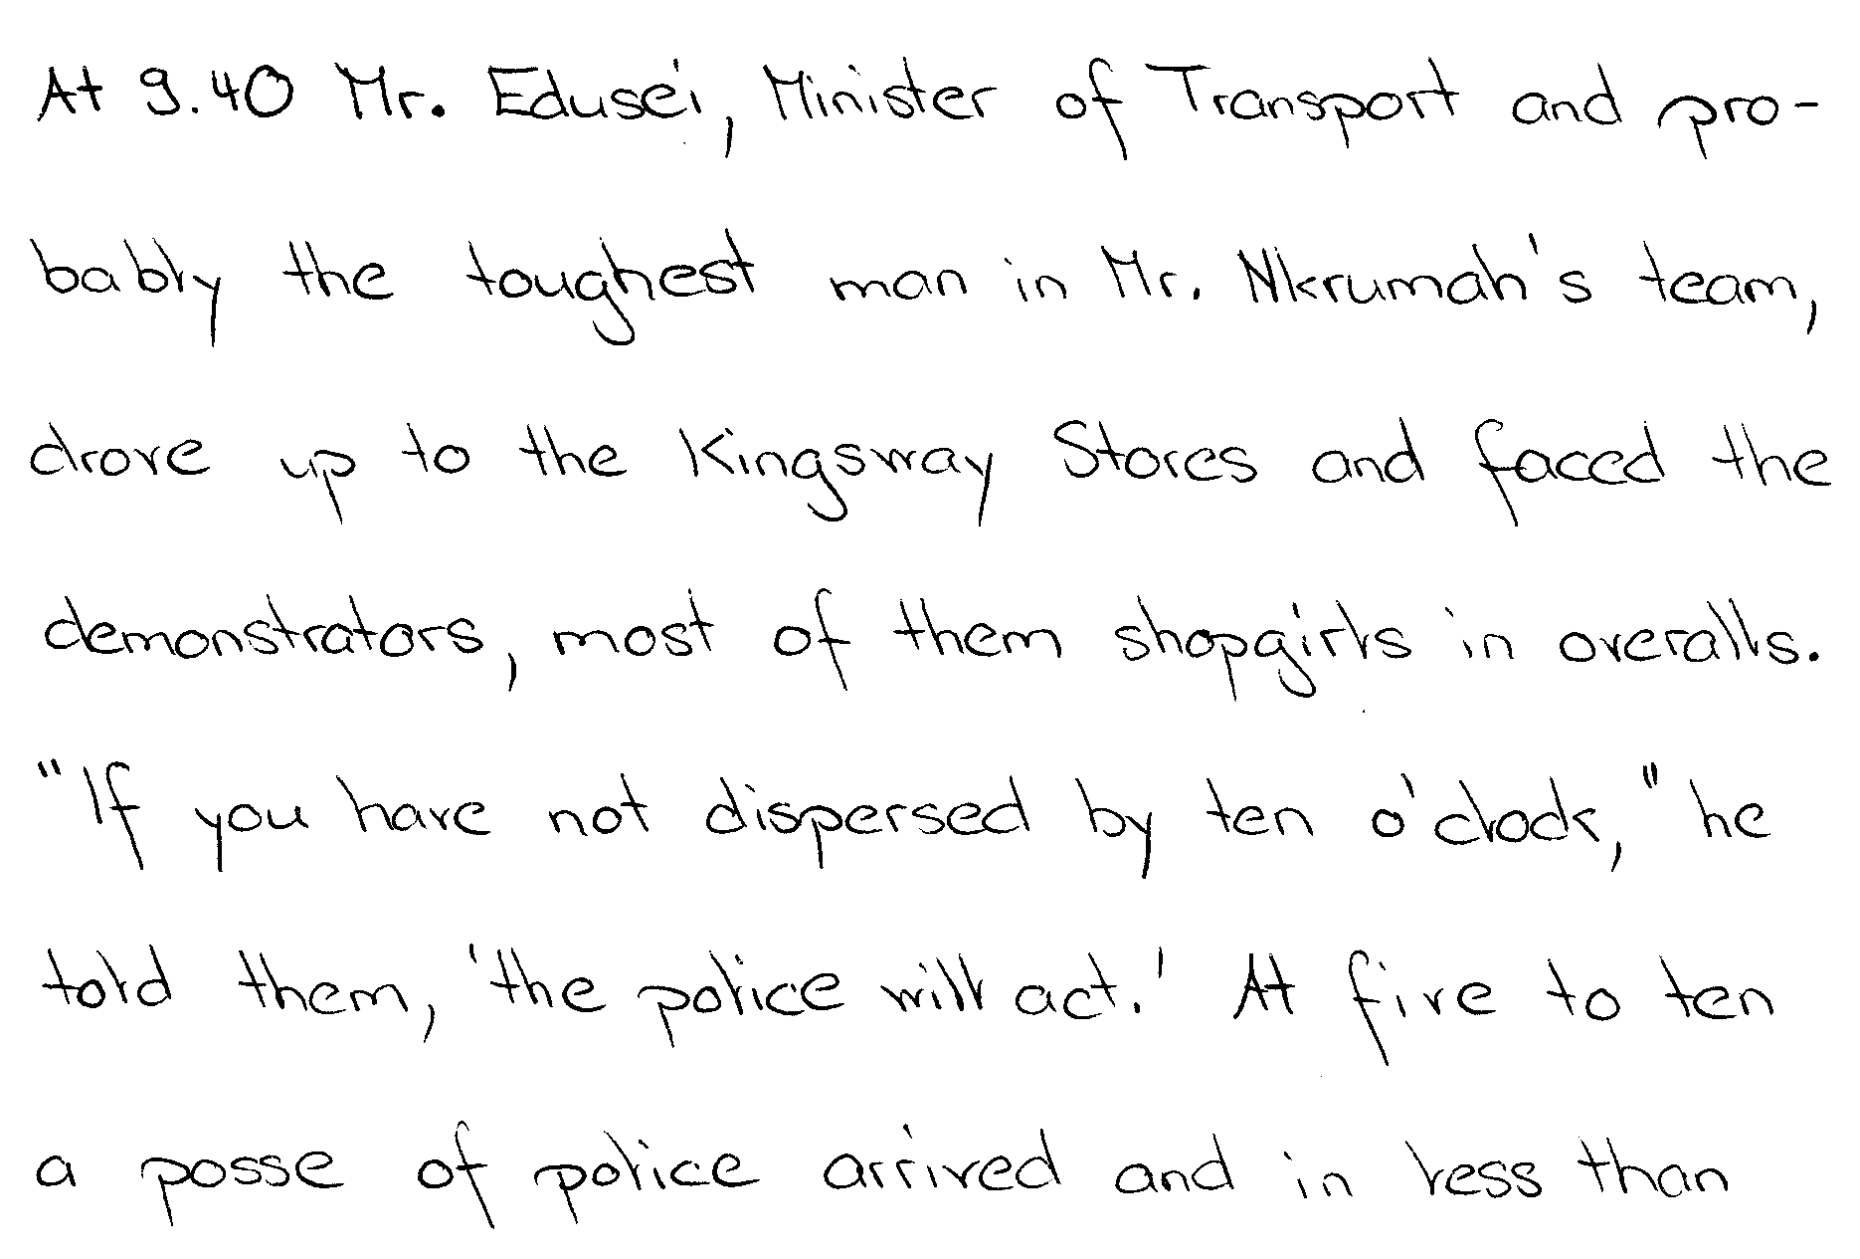 At 9.40 Mr. Edusei, Minister of Transport and pro-
bably the toughest man in Mr. Nkrumah's team,
drove up to the Kingsway Stores and faced the
demonstrators, most of them shopgirls in overalls.
"If you have not dispersed by ten o'clock," he
told them, 'the police will act.' At five to ten
a posse of police arrived and in less than